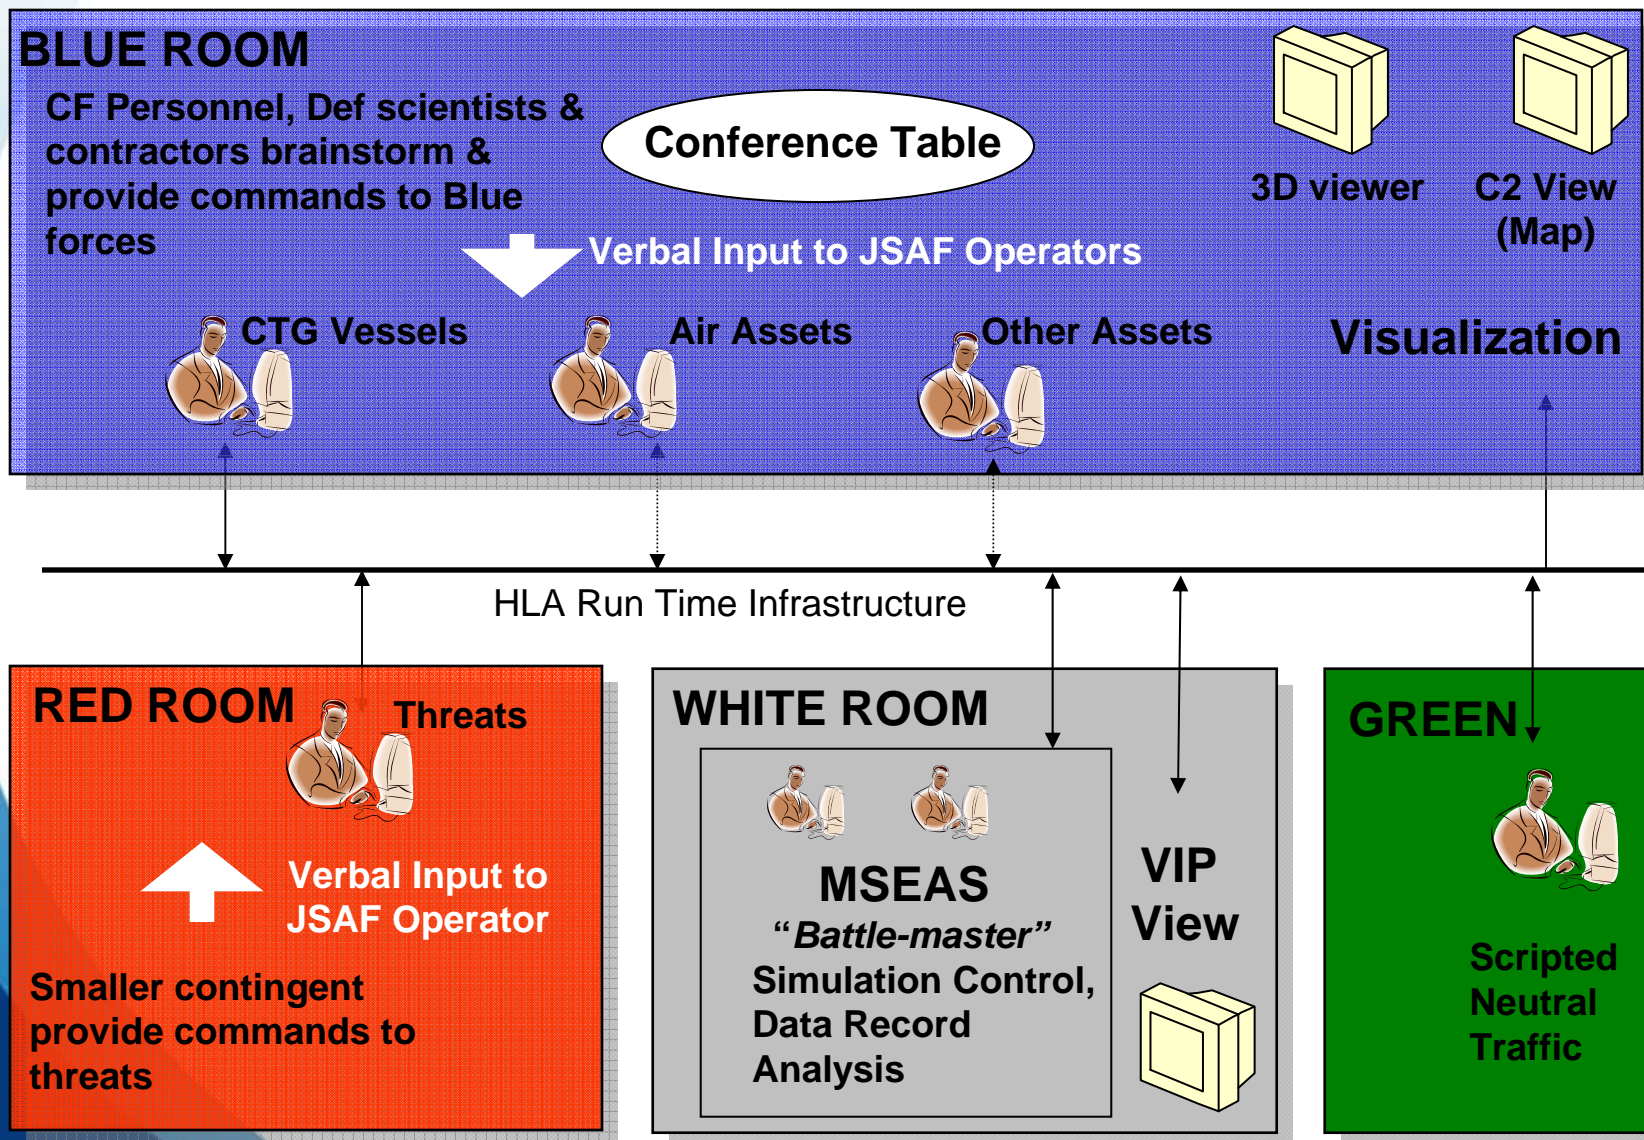 BLUE ROOM
CF Personnel, Def scientists &
contractors brainstorm &
provide commands to Blue
forces
Conference Table
3D viewer
C2 View
(Map)
Verbal Input to JSAF Operators
CTG Vessels
Air Assets
Other Assets
Visualization
HLA Run Time Infrastructure
RED ROOM
Threats
Verbal Input to
JSAF Operator
Smaller contingent
provide commands to
threats
WHITE ROOM
MSEAS
“Battle-master”
Simulation Control,
Data Record
Analysis
VIP
View
GREEN
Scripted
Neutral
Traffic